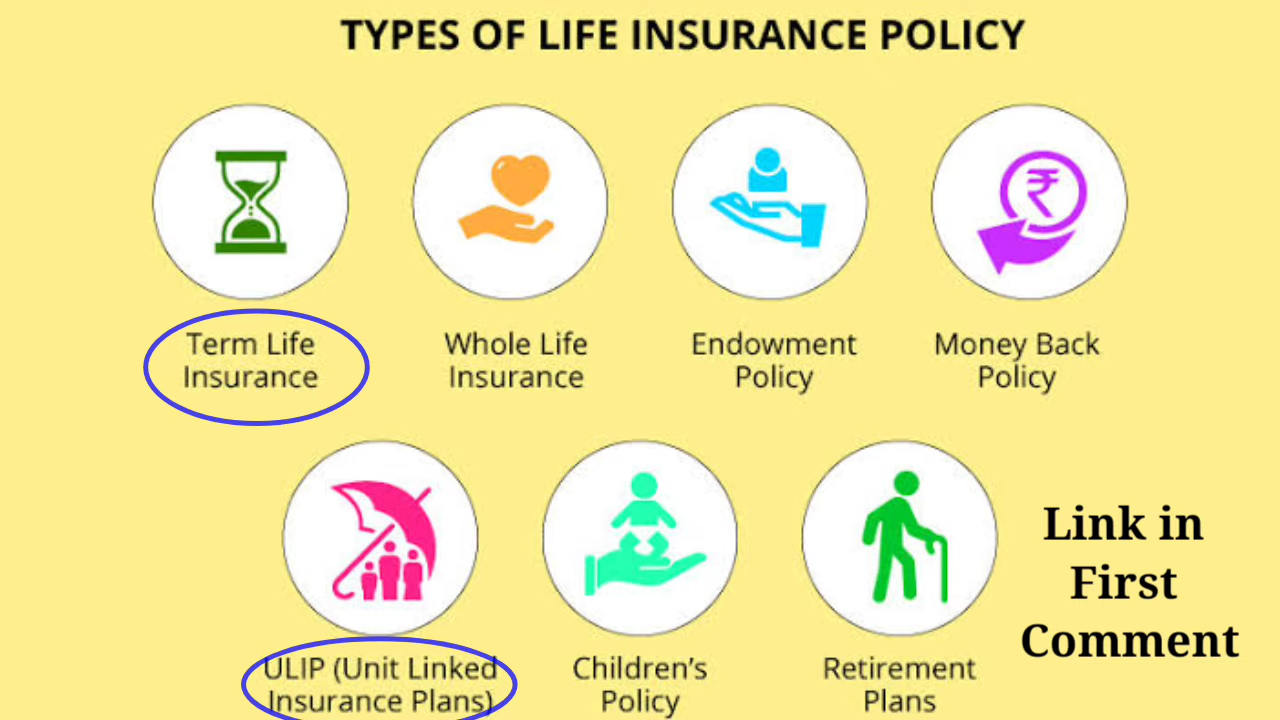 TYPES OF LIFE INSURANCE POLICY
Term Life
Insurance
Whole Life
Insurance
Endowment
Policy
Money Back
Policy
ULIP (Unit Linked
Insurance Plans)
Children’s
Policy
Retirement
Plans
Link in
First
Comment